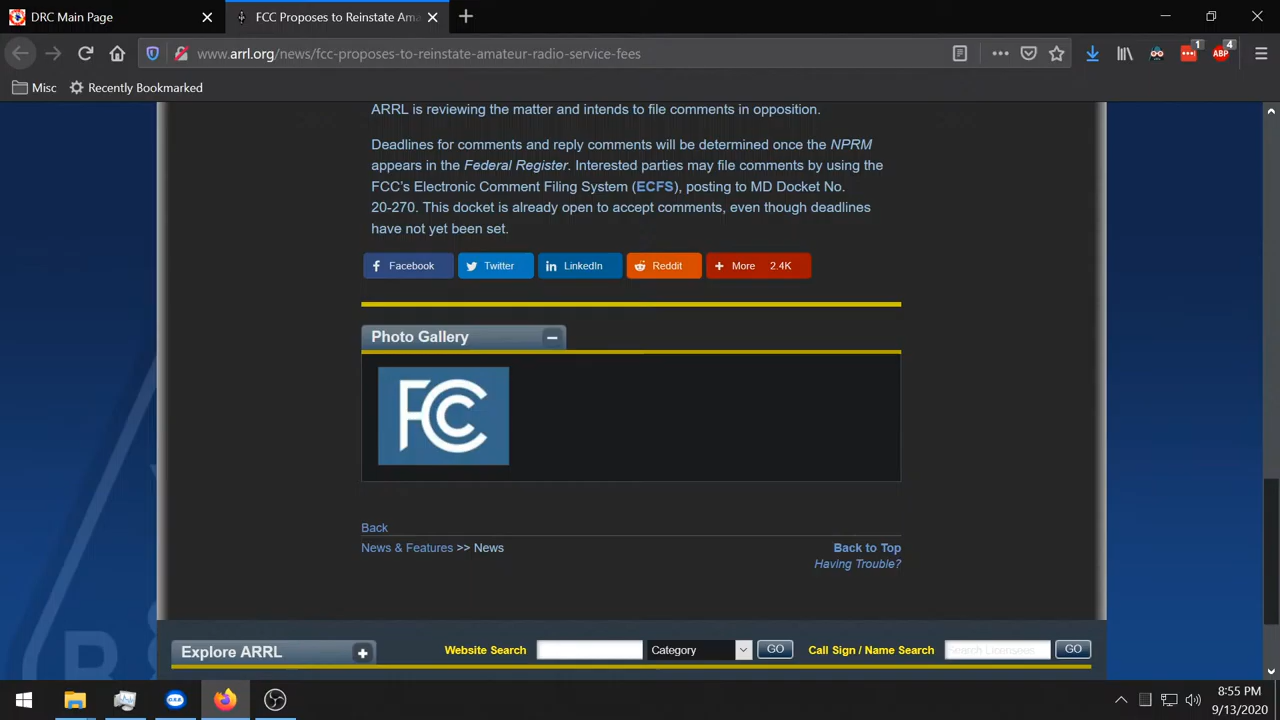 DRC Main Page
FCC Proposes to Reinstate Ama
www.arrl.org/news/fcc-proposes-to-reinstate-amateur-radio-service-fees
1
ABP
4
Misc
Recently Bookmarked
ARRL is reviewing the matter and intends to file comments in opposition.
Deadlines for comments and reply comments will be determined once the NPRM
appears in the Federal Register. Interested parties may file comments by using the
FCC's Electronic Comment Filing System (ECFS), posting to MD Docket No.
20-270. This docket is already open to accept comments, even though deadlines
have not yet been set.
Facebook Twitter LinkedIn Reddit More 2.4K
Photo Gallery
FCC
Back
News & Features >> News
Back to Top
Having Trouble?
Explore ARRL
Website Search
Category
GO
Call Sign / Name Search
Search Licensees
GO
8:55 PM
9/13/2020